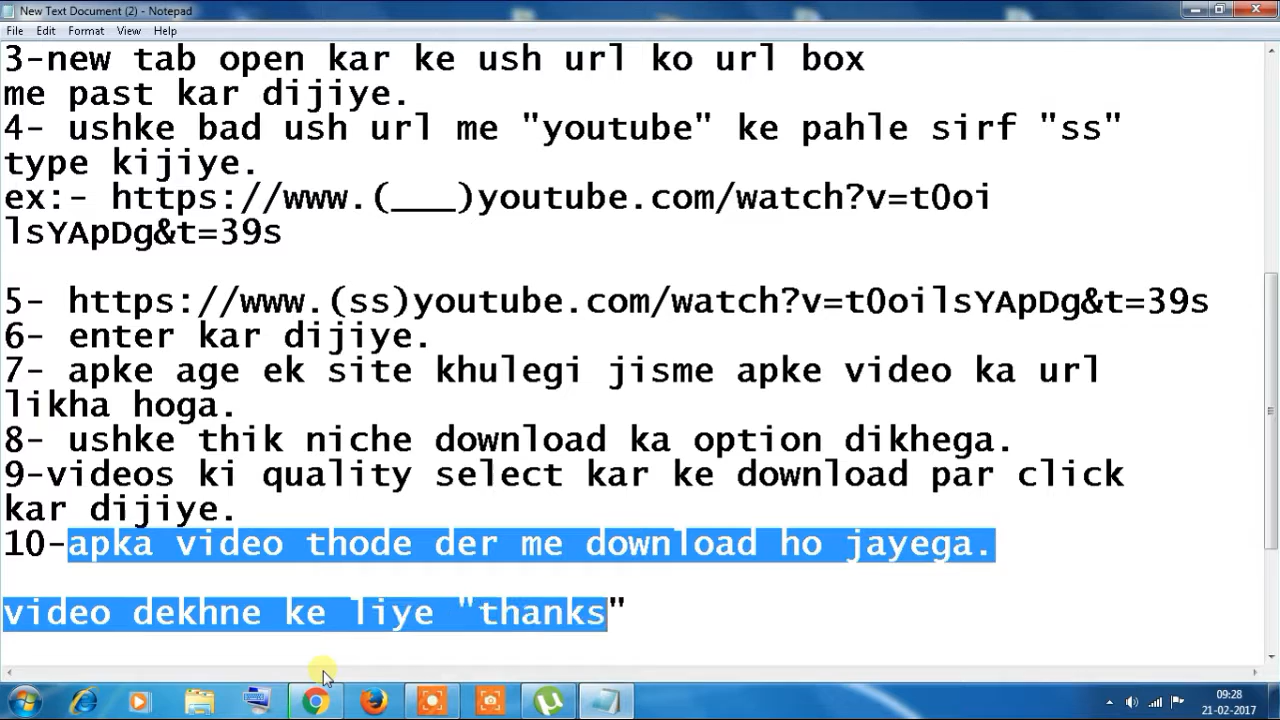 New Text Document (2) - Notepad
File Edit Format View Help
3-new tab open kar ke ush url ko url box
me past kar dijiye.
4- ushke bad ush url me "youtube" ke pahle sirf "ss"
type kijiye.
ex:- https://www.(___)youtube.com/watch?v=t0oi
lsYApDg&t=39s
5- https://www.(ss)youtube.com/watch?v=t0oilsYApDg&t=39s
6- enter kar dijiye.
7- apke age ek site khulegi jisme apke video ka url
likha hoga.
8- ushke thik niche download ka option dikhega.
9-videos ki quality select kar ke download par click
kar dijiye.
10-apka video thode der me download ho jayega.
video dekhne ke liye "thanks"
09:28
21-02-2017